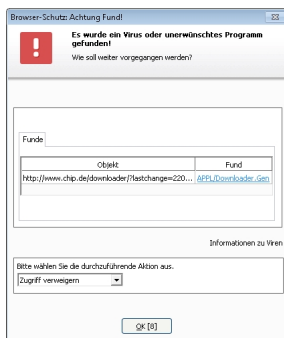 Browser-Schutz: Achtung Fund!
Es wurde ein Virus oder unerwünschtes Programm
gefunden!
Wie soll weiter vorgegangen werden?
Funde
Objekt Fund
http://www.chip.de/downloader/?lastchange=220... APPL/Downloader.Gen
Informationen zu Viren
Bitte wählen Sie die durchzuführende Aktion aus.
Zugriff verweigern
OK [8]